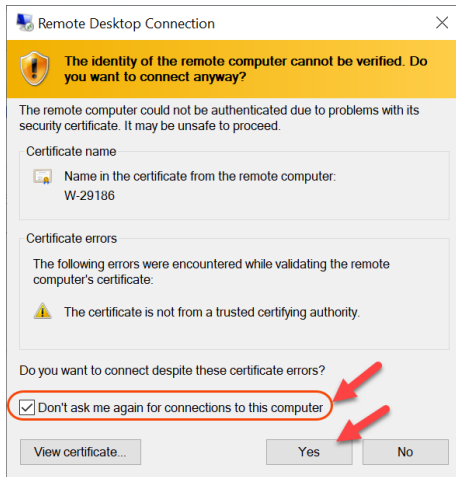 Remote Desktop Connection
The identity of the remote computer cannot be verified. Do
you want to connect anyway?
The remote computer could not be authenticated due to problems with its
security certificate. It may be unsafe to proceed.
Certificate name
Name in the certificate from the remote computer:
W-29186
Certificate errors
The following errors were encountered while validating the remote
computer's certificate:
The certificate is not from a trusted certifying authority.
Do you want to connect despite these certificate errors?
Don't ask me again for connections to this computer
View certificate...
Yes
No